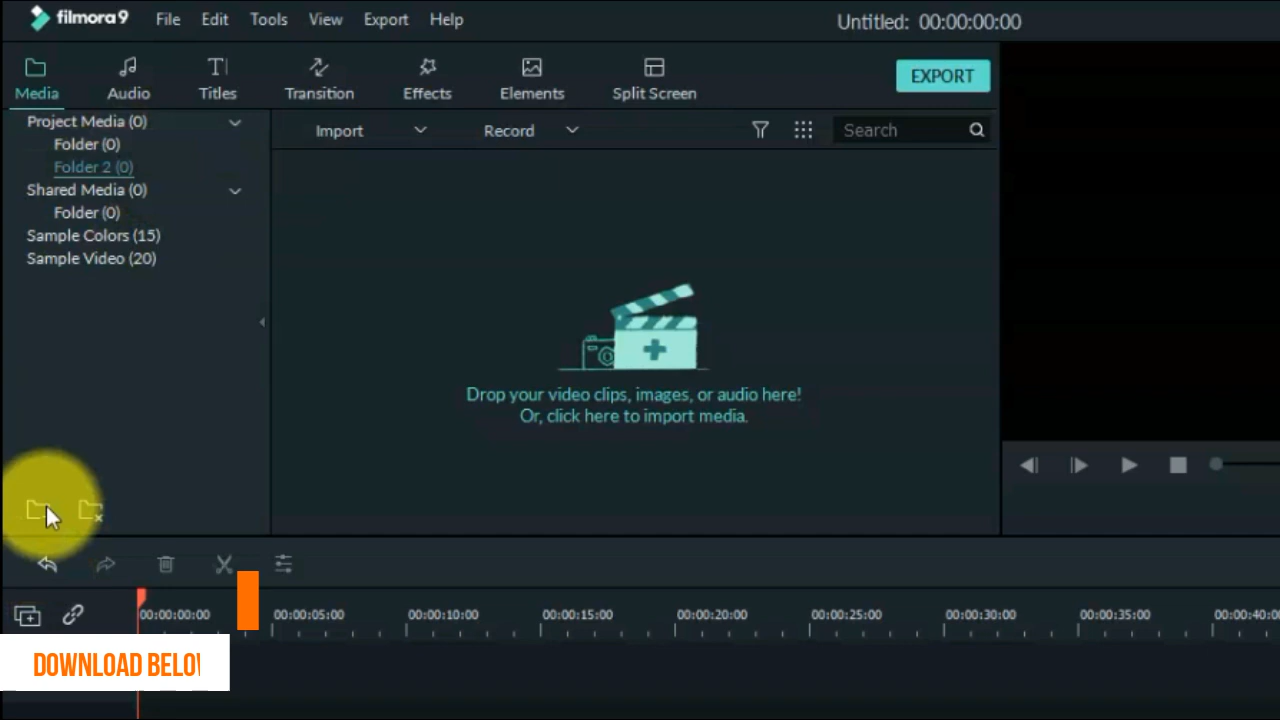 filmora9 File Edit Tools View Export Help Untitled: 00:00:00:00
Media Audio Titles Transition Effects Elements Split Screen EXPORT
Project Media (0)
Folder (0)
Folder 2 (0)
Shared Media (0)
Folder (0)
Sample Colors (15)
Sample Video (20)
Import Record Search
Drop your video clips, images, or audio here!
Or, click here to import media.
00:00:00:00 00:00:05:00 00:00:10:00 00:00:15:00 00:00:20:00 00:00:25:00 00:00:30:00 00:00:35:00 00:00:40:00
DOWNLOAD